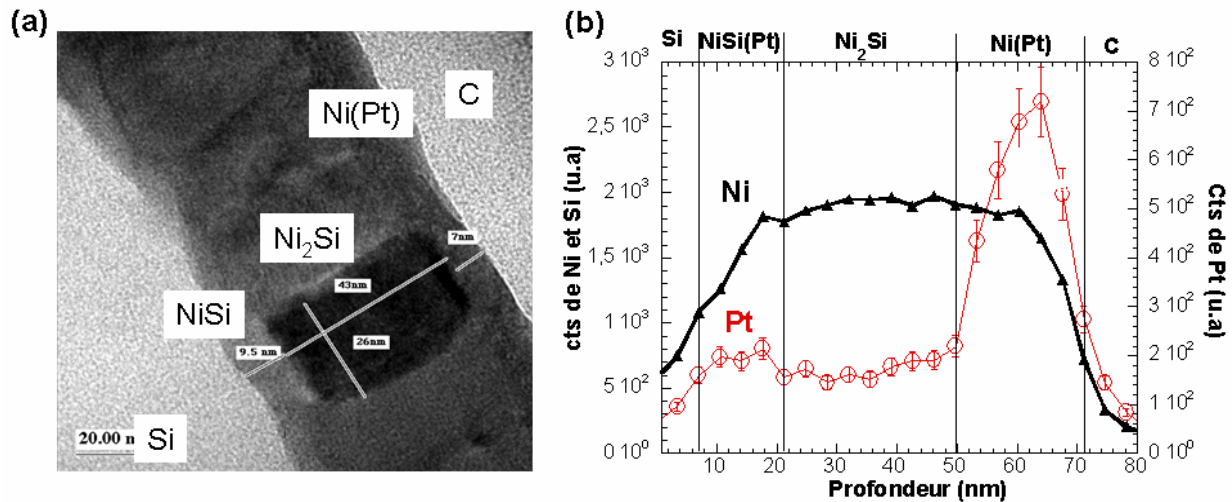 (a)
Ni(Pt)
C
Ni₂Si
7nm
43nm
NiSi
9.5 nm
26nm
20.00 n
Si
(b)
Si NiSi(Pt) Ni₂Si Ni(Pt) C
3 10³
2,5 10³
2 10³
1,5 10³
1 10³
5 10²
0 10⁰
cts de Ni et Si (u.a)
Ni
Pt
8 10²
7 10²
6 10²
5 10²
4 10²
3 10²
2 10²
1 10²
0 10⁰
Cts de Pt (u.a)
10 20 30 40 50 60 70 80
Profondeur (nm)